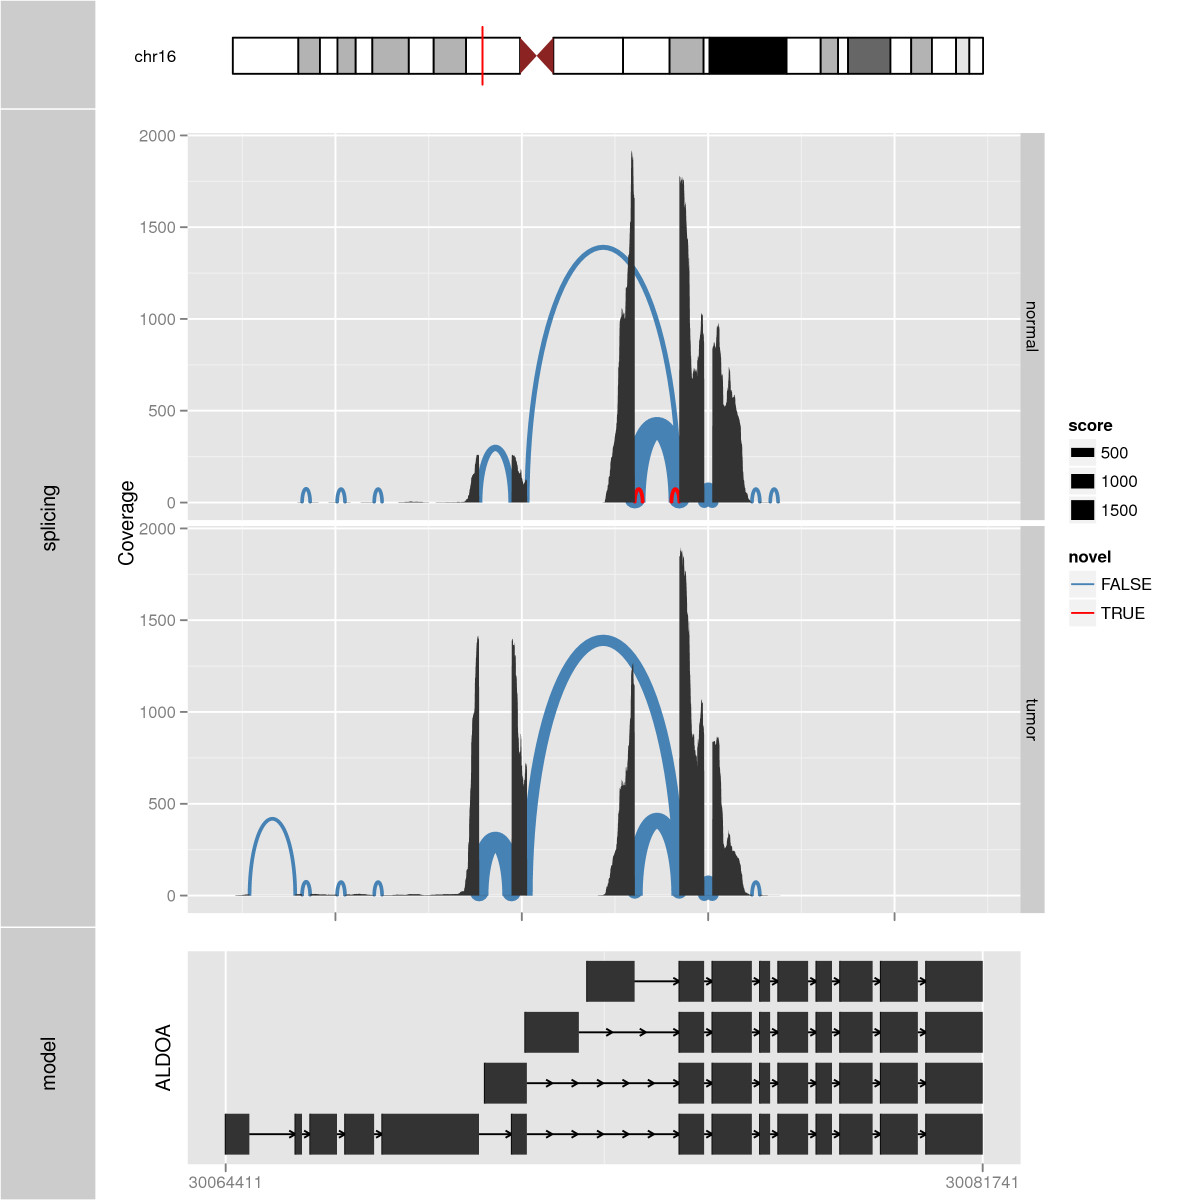 chr16
splicing
Coverage
2000
1500
1000
500
0
normal
2000
1500
1000
500
0
tumor
score
500
1000
1500
novel
FALSE
TRUE
model
ALDOA
30064411
30081741